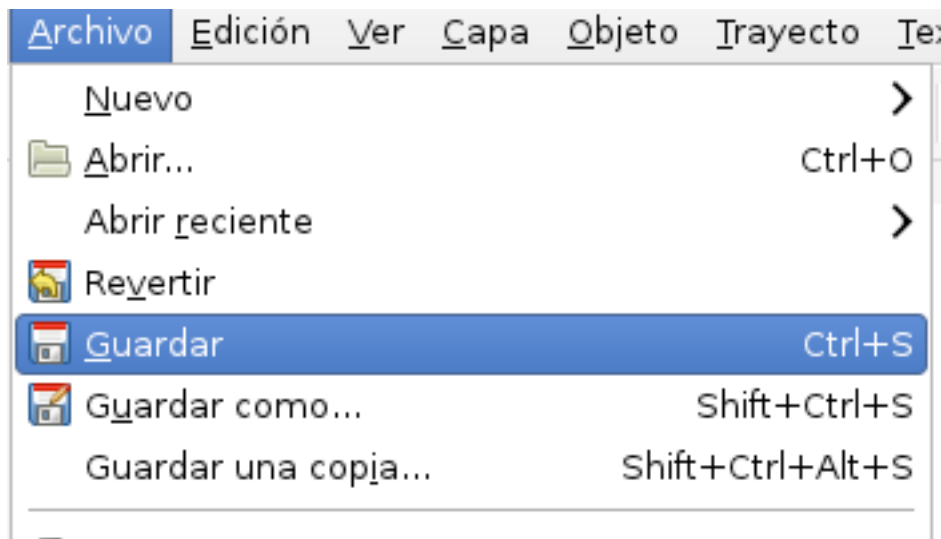 Archivo Edición Ver Capa Objeto Trayecto
Nuevo
Abrir... Ctrl+O
Abrir reciente
Revertir
Guardar Ctrl+S
Guardar como... Shift+Ctrl+S
Guardar una copia... Shift+Ctrl+Alt+S